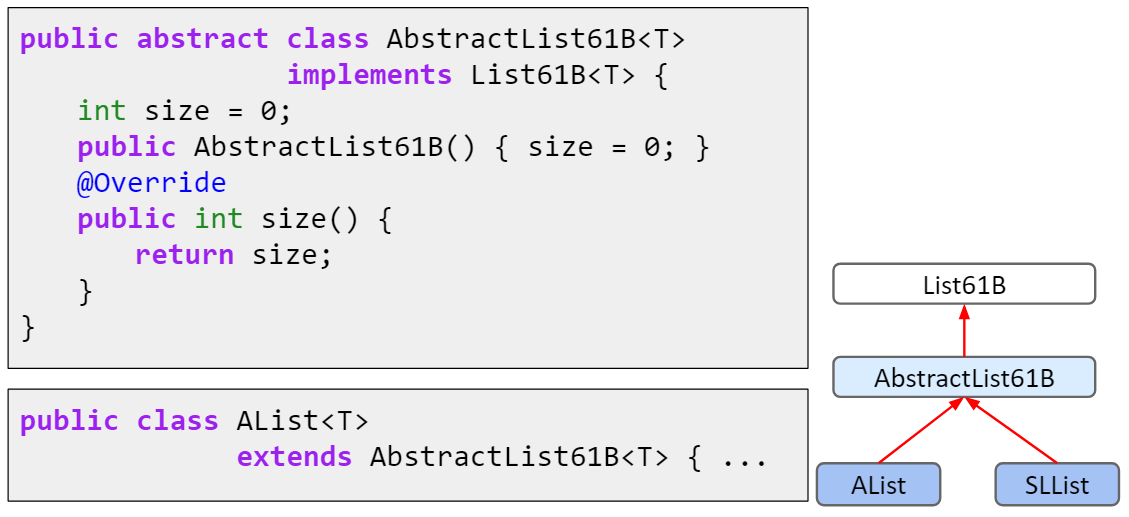 public abstract class AbstractList61B<T>
implements List61B<T> {
int size = 0;
public AbstractList61B() { size = 0; }
@Override
public int size() {
return size;
}
}
public class AList<T>
extends AbstractList61B<T> { ...
List61B
AbstractList61B
AList
SLList